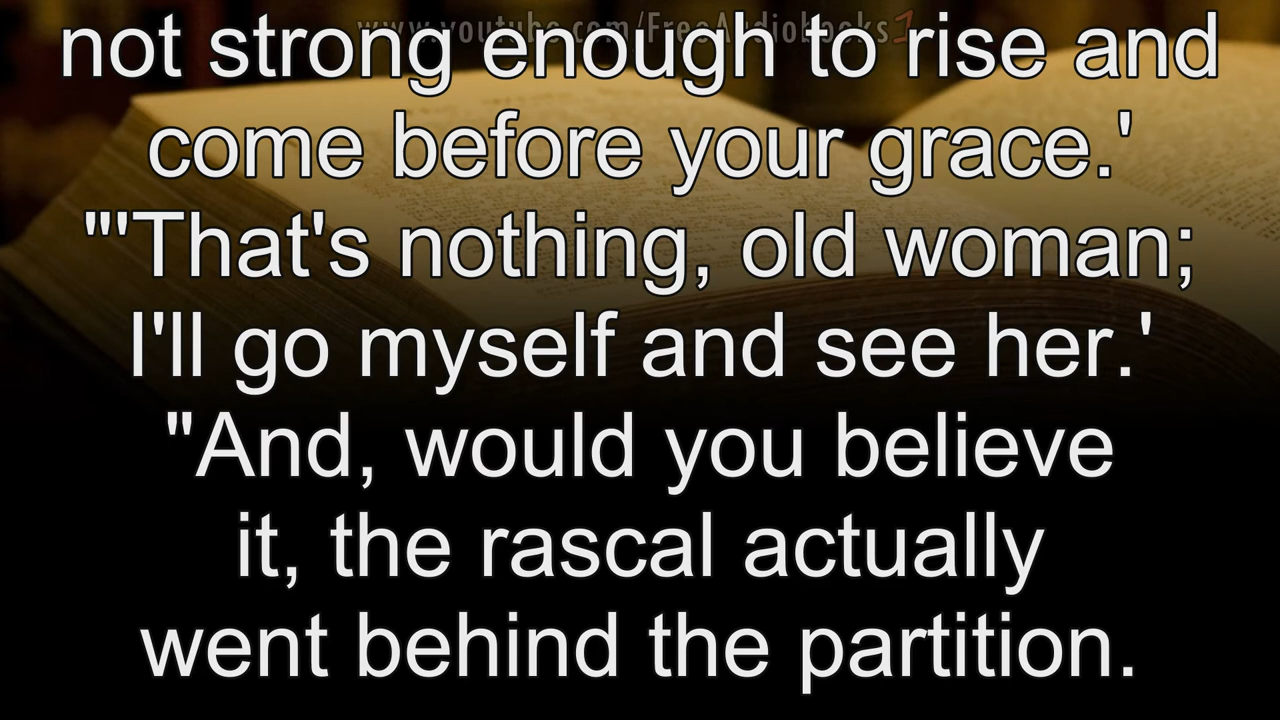 www.youtube.com/FreeAudiobooks1
not strong enough to rise and
come before your grace.'
"'That's nothing, old woman;
I'll go myself and see her.'
"And, would you believe
it, the rascal actually
went behind the partition.